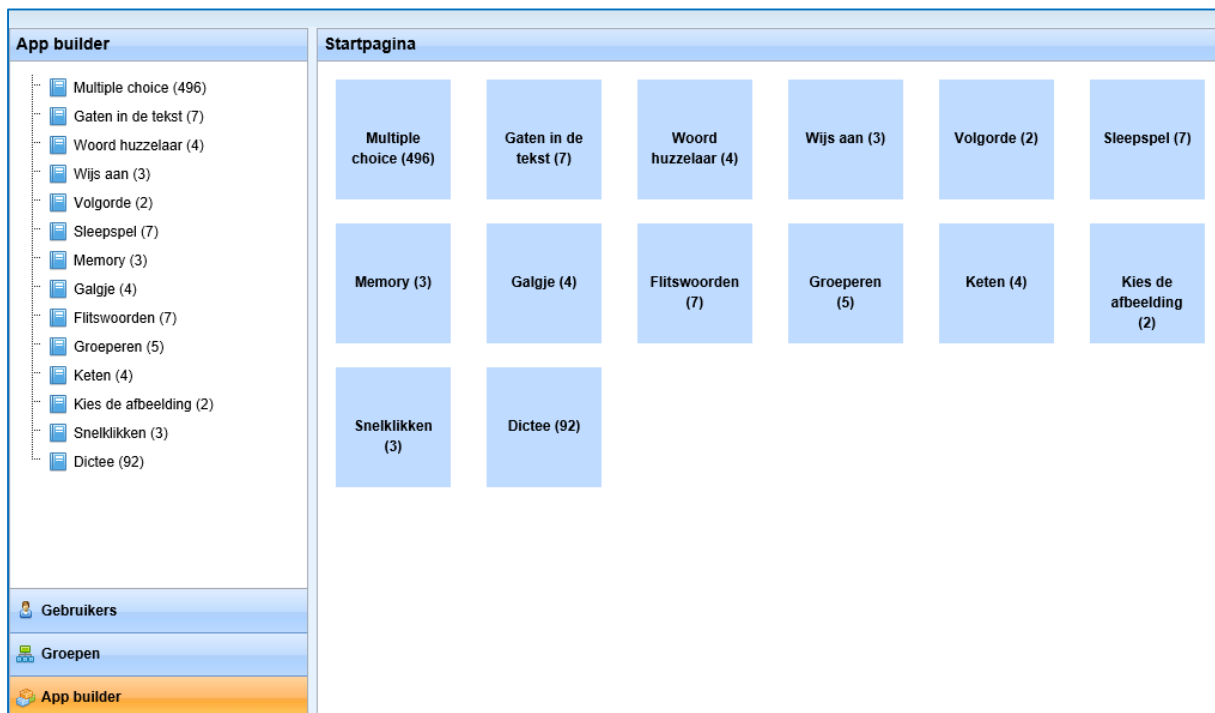 App builder
Multiple choice (496)
Gaten in de tekst (7)
Woord huzzelaar (4)
Wijs aan (3)
Volgorde (2)
Sleepspel (7)
Memory (3)
Galgje (4)
Flitswoorden (7)
Groeperen (5)
Keten (4)
Kies de afbeelding (2)
Snelklikken (3)
Dictee (92)
Gebruikers
Groepen
App builder
Startpagina
Multiple
choice (496)
Gaten in de
tekst (7)
Woord
huzzelaar (4)
Wijs aan (3)
Volgorde (2)
Sleepspel (7)
Memory (3)
Galgje (4)
Flitswoorden
(7)
Groeperen
(5)
Keten (4)
Kies de
afbeelding
(2)
Snelklikken
(3)
Dictee (92)